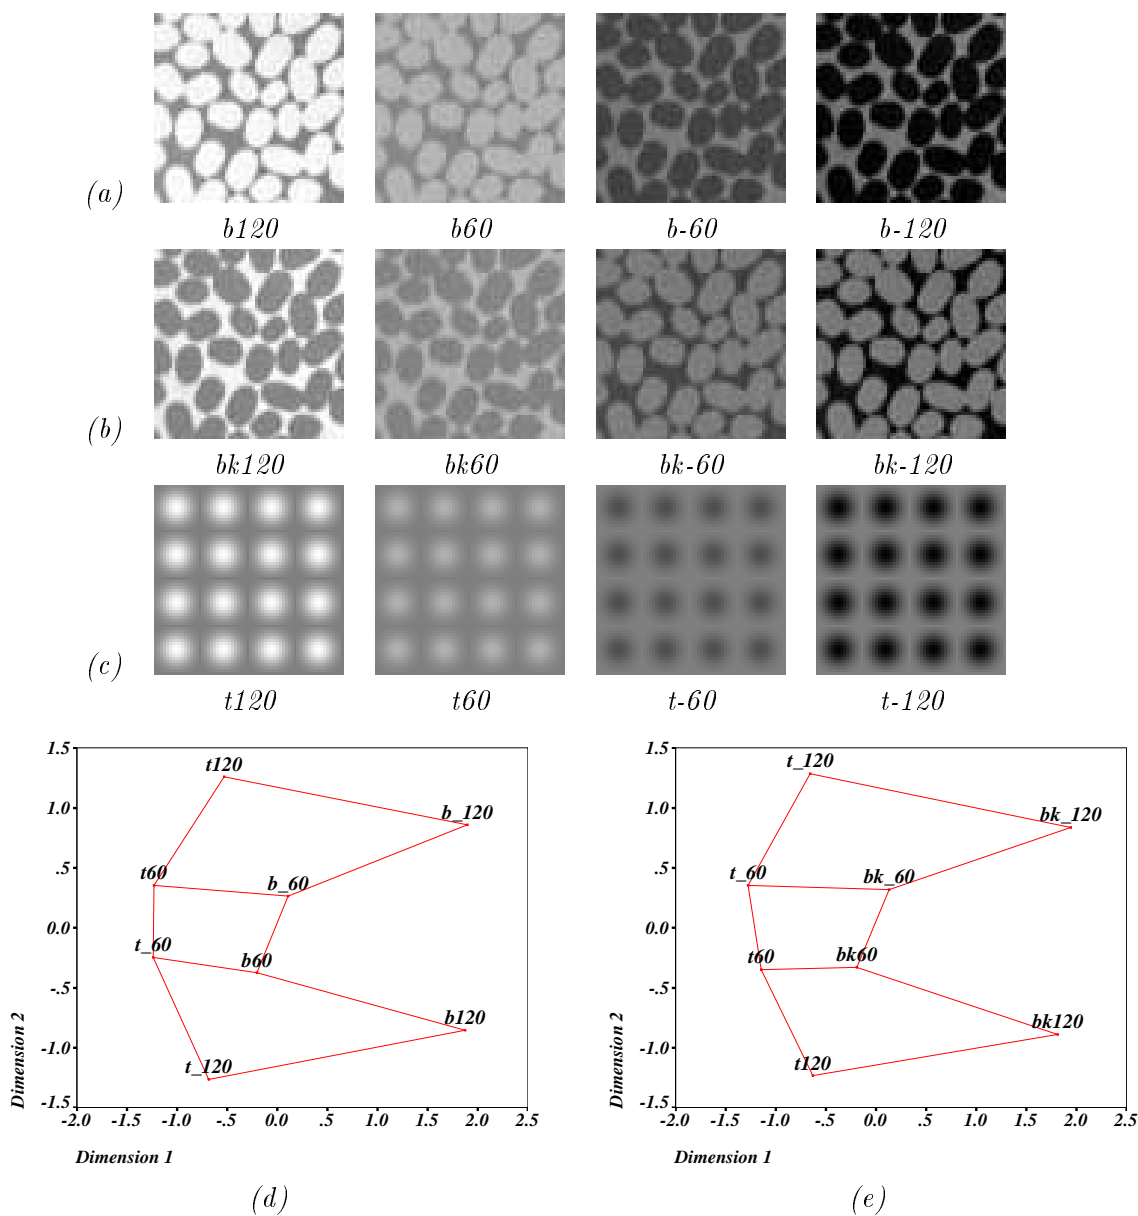 (a)
b120 b60 b-60 b-120
(b)
bk120 bk60 bk-60 bk-120
(c)
t120 t60 t-60 t-120
1.5
1.0
.5
0.0
-.5
-1.0
-1.5
Dimension 2
t120
b_120
t60
b_60
t_60
b60
b120
t_120
-2.0 -1.5 -1.0 -.5 0.0 .5 1.0 1.5 2.0 2.5
Dimension 1
(d)
1.5
1.0
.5
0.0
-.5
-1.0
-1.5
Dimension 2
t_120
bk_120
t_60
bk_60
t60
bk60
bk120
t120
-2.0 -1.5 -1.0 -.5 0.0 .5 1.0 1.5 2.0 2.5
Dimension 1
(e)